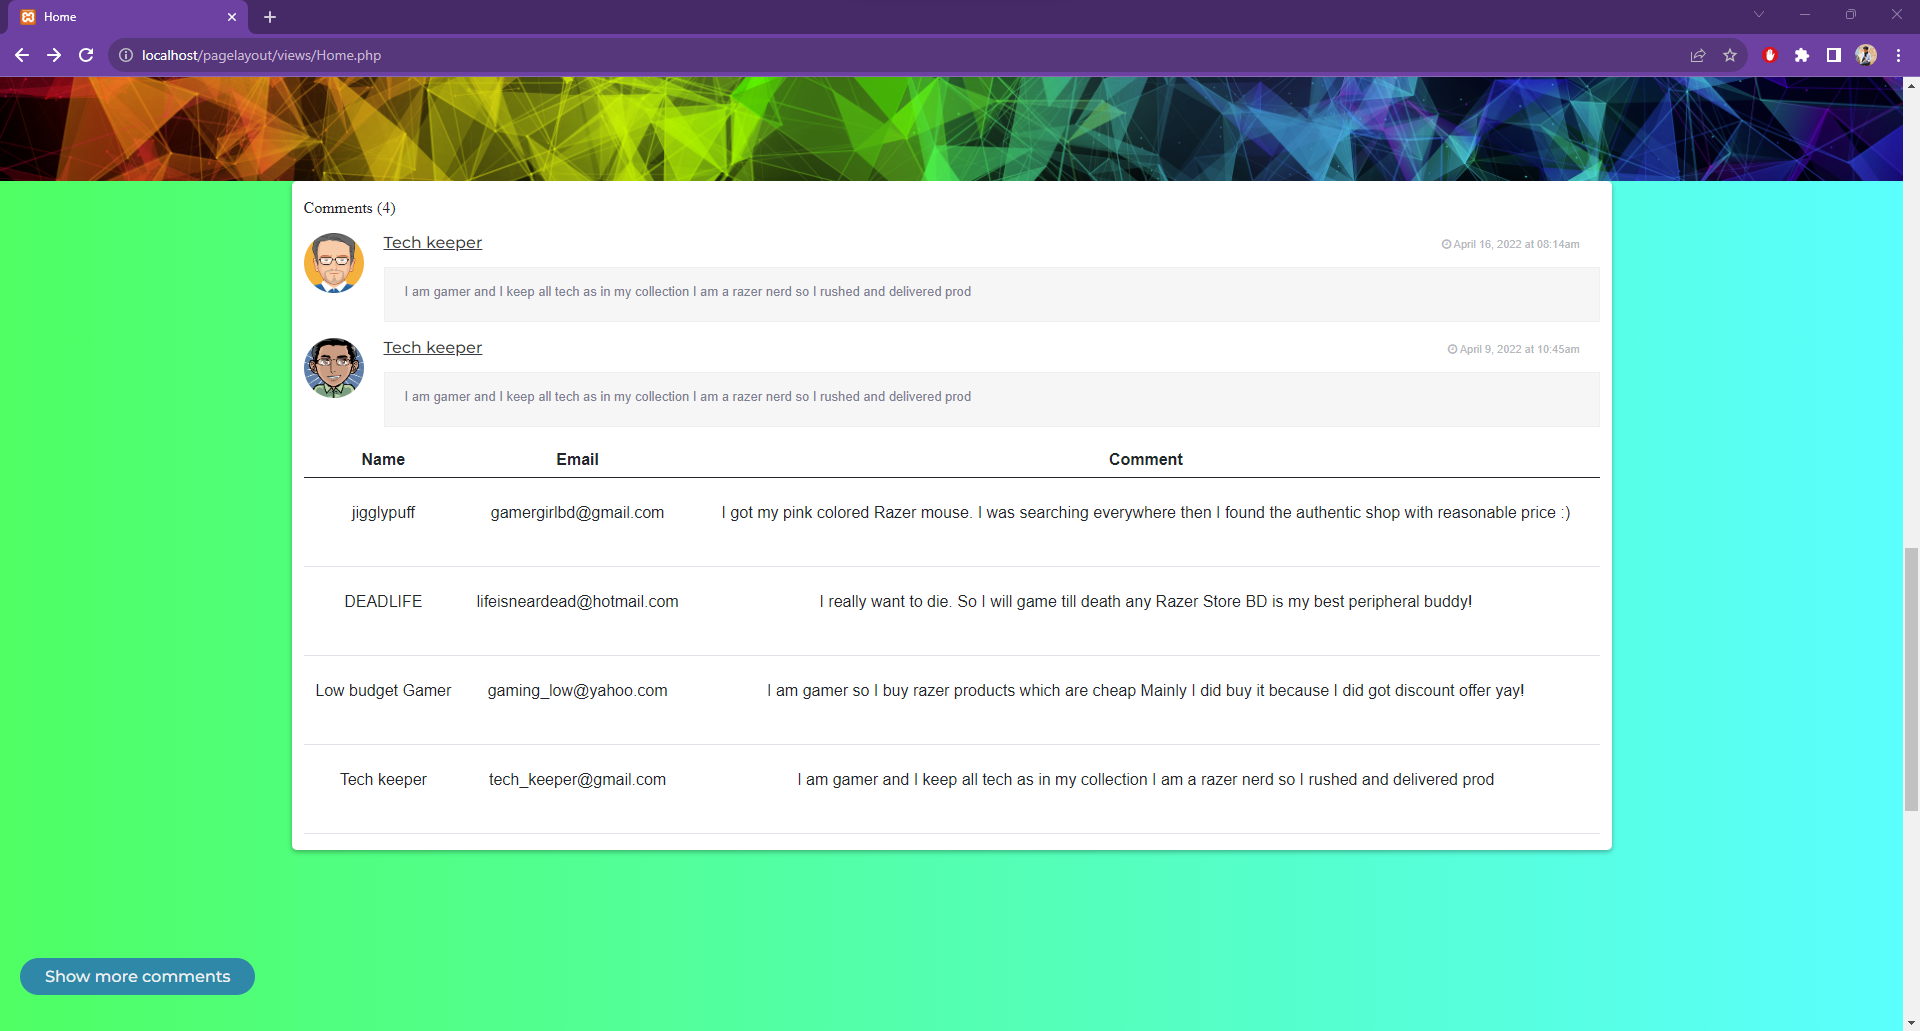 Home
localhost/pagelayout/views/Home.php
Comments (4)
Tech keeper
April 16, 2022 at 08:14am
I am gamer and I keep all tech as in my collection I am a razer nerd so I rushed and delivered prod
Tech keeper
April 9, 2022 at 10:45am
I am gamer and I keep all tech as in my collection I am a razer nerd so I rushed and delivered prod
Name Email Comment
jigglypuff gamergirlbd@gmail.com I got my pink colored Razer mouse. I was searching everywhere then I found the authentic shop with reasonable price :)
DEADLIFE lifeisneardead@hotmail.com I really want to die. So I will game till death any Razer Store BD is my best peripheral buddy!
Low budget Gamer gaming_low@yahoo.com I am gamer so I buy razer products which are cheap Mainly I did buy it because I did got discount offer yay!
Tech keeper tech_keeper@gmail.com I am gamer and I keep all tech as in my collection I am a razer nerd so I rushed and delivered prod
Show more comments